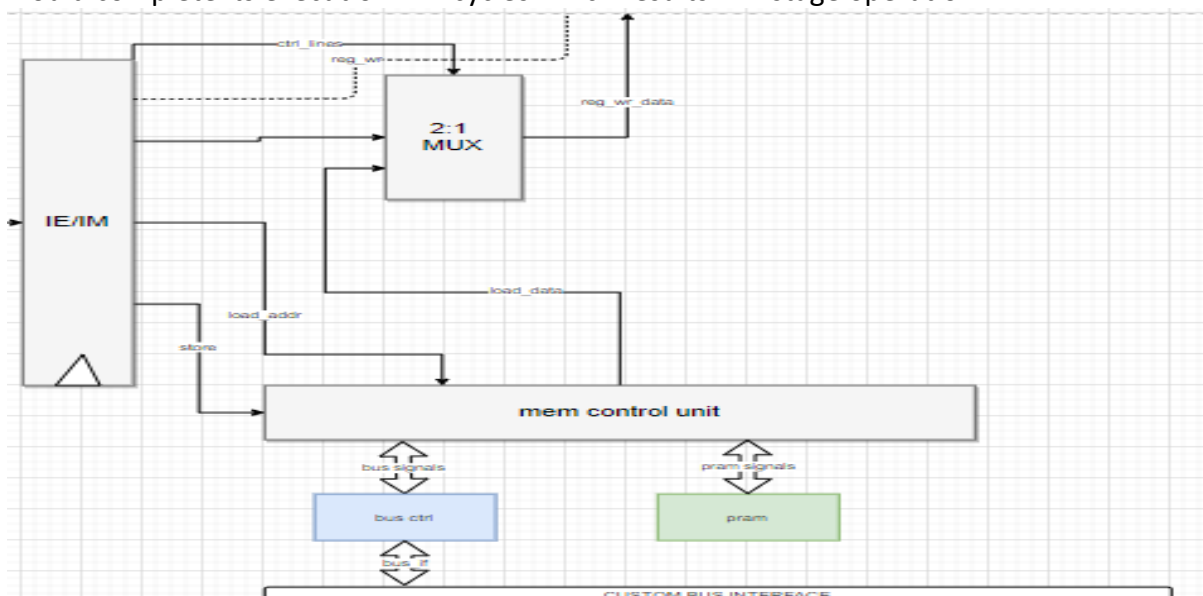 ctrl_lines
reg_wr
reg_wr_data
2:1
MUX
IE/IM
load_data
load_addr
store
mem control unit
bus signals
pram signals
bus ctrl
pram
bus_if
CUSTOM BUS INTERFACE